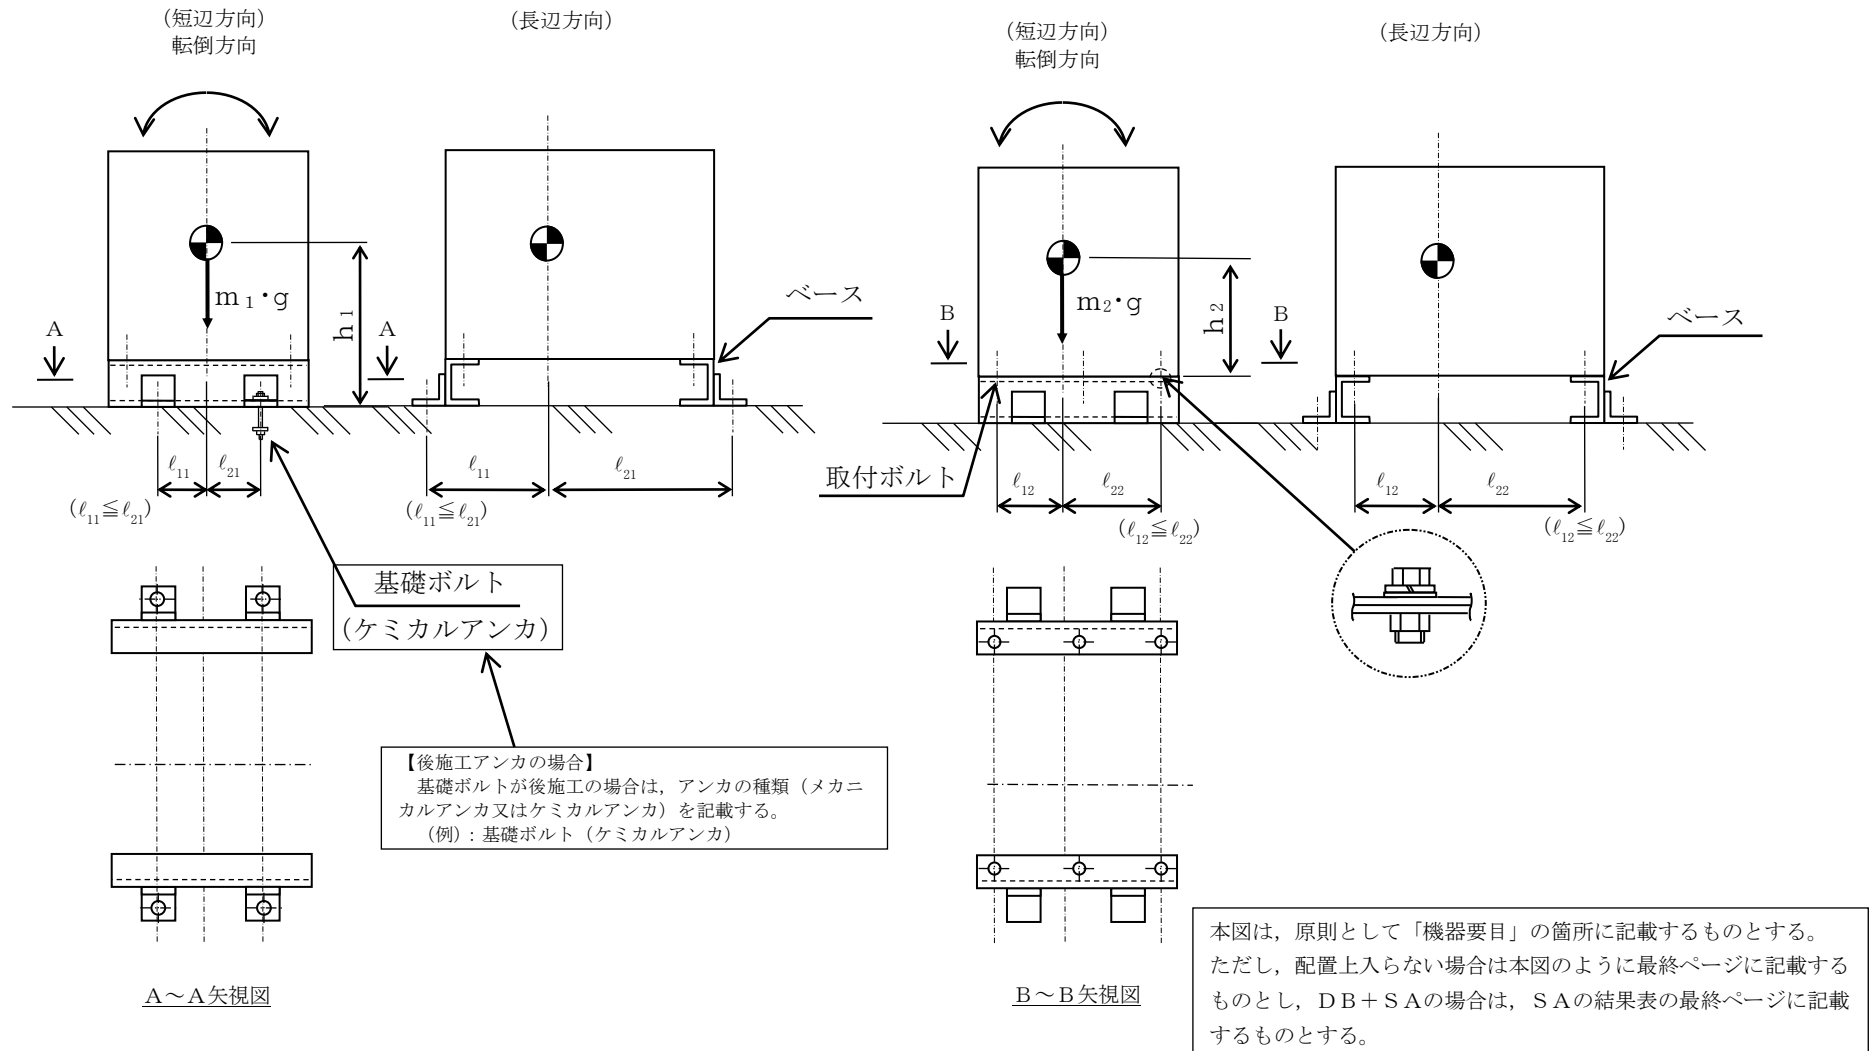 （短辺方向）
転倒方向
（長辺方向）
（短辺方向）
転倒方向
（長辺方向）
m₁・g
h₁
A
A
ベース
ℓ₁₁
ℓ₂₁
(ℓ₁₁≦ℓ₂₁)
ℓ₁₁
ℓ₂₁
(ℓ₁₁≦ℓ₂₁)
m₂・g
h₂
B
B
ベース
取付ボルト
ℓ₁₂
ℓ₂₂
(ℓ₁₂≦ℓ₂₂)
ℓ₁₂
ℓ₂₂
(ℓ₁₂≦ℓ₂₂)
基礎ボルト
（ケミカルアンカ）
【後施工アンカの場合】
基礎ボルトが後施工の場合は，アンカの種類（メカニ
カルアンカ又はケミカルアンカ）を記載する。
（例）：基礎ボルト（ケミカルアンカ）
A～A矢視図
B～B矢視図
本図は，原則として「機器要目」の箇所に記載するものとする。
ただし，配置上入らない場合は本図のように最終ページに記載する
ものとし，DB＋SAの場合は，SAの結果表の最終ページに記載
するものとする。